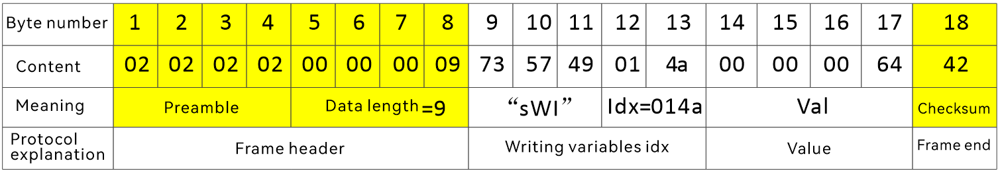 Byte number 1 2 3 4 5 6 7 8 9 10 11 12 13 14 15 16 17 18
Content 02 02 02 02 00 00 00 09 73 57 49 01 4a 00 00 00 64 42
Meaning Preamble Data length=9 “sWI” Idx=014a Val Checksum
Protocol
explanation Frame header Writing variables idx Value Frame end